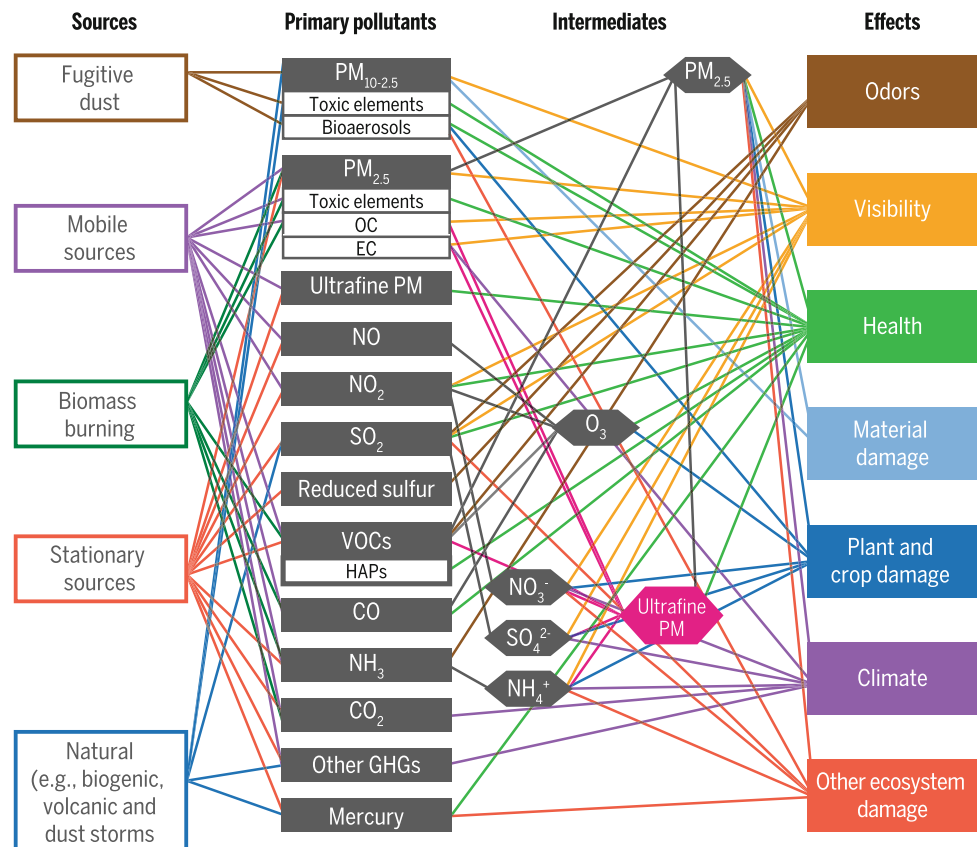 Sources
Primary pollutants
Intermediates
Effects
Fugitive
dust
Mobile
sources
Biomass
burning
Stationary
sources
Natural
(e.g., biogenic,
volcanic and
dust storms
PM10-2.5
Toxic elements
Bioaerosols
PM2.5
Toxic elements
OC
EC
Ultrafine PM
NO
NO2
SO2
Reduced sulfur
VOCs
HAPs
CO
NH3
CO2
Other GHGs
Mercury
PM2.5
O3
NO3-
SO4 2-
NH4+
Ultrafine
PM
Odors
Visibility
Health
Material
damage
Plant and
crop damage
Climate
Other ecosystem
damage